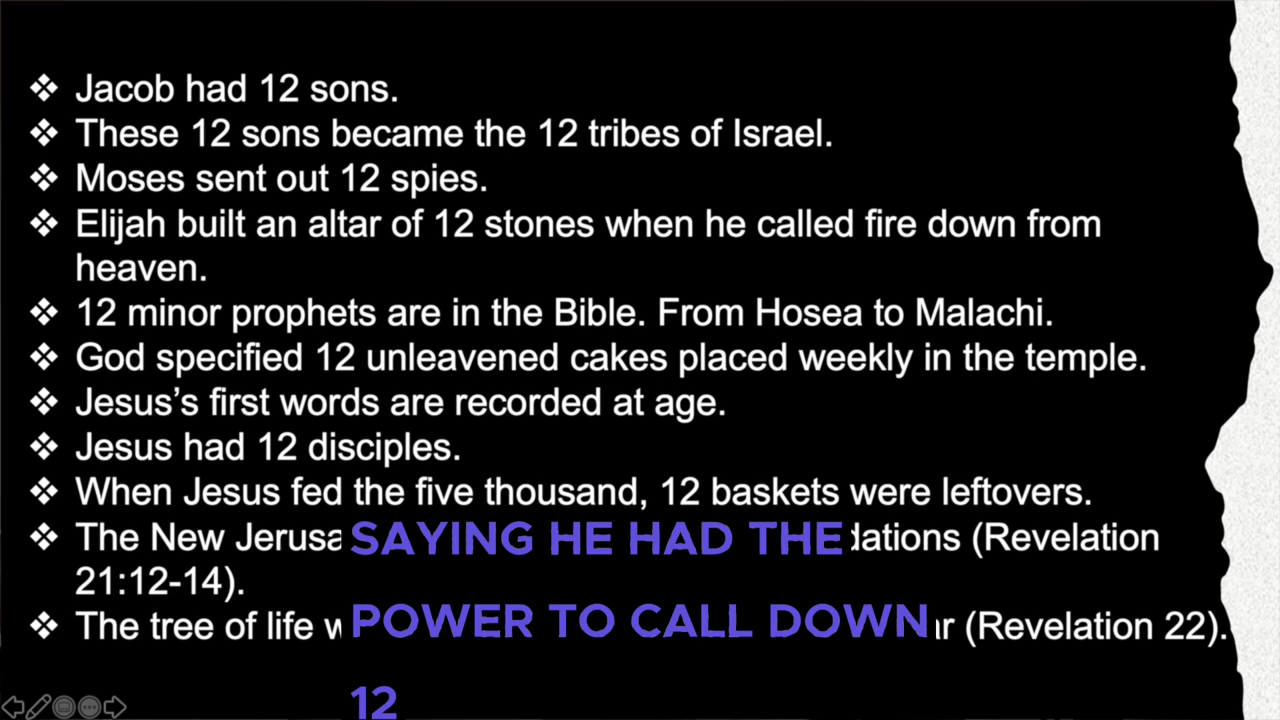 Jacob had 12 sons.
These 12 sons became the 12 tribes of Israel.
Moses sent out 12 spies.
Elijah built an altar of 12 stones when he called fire down from
heaven.
12 minor prophets are in the Bible. From Hosea to Malachi.
God specified 12 unleavened cakes placed weekly in the temple.
Jesus’s first words are recorded at age.
Jesus had 12 disciples.
When Jesus fed the five thousand, 12 baskets were leftovers.
The New (Revelation
SAYING HE HAD THE
21:12-14).
The tree of life (Revelation 22).
POWER TO CALL DOWN
12